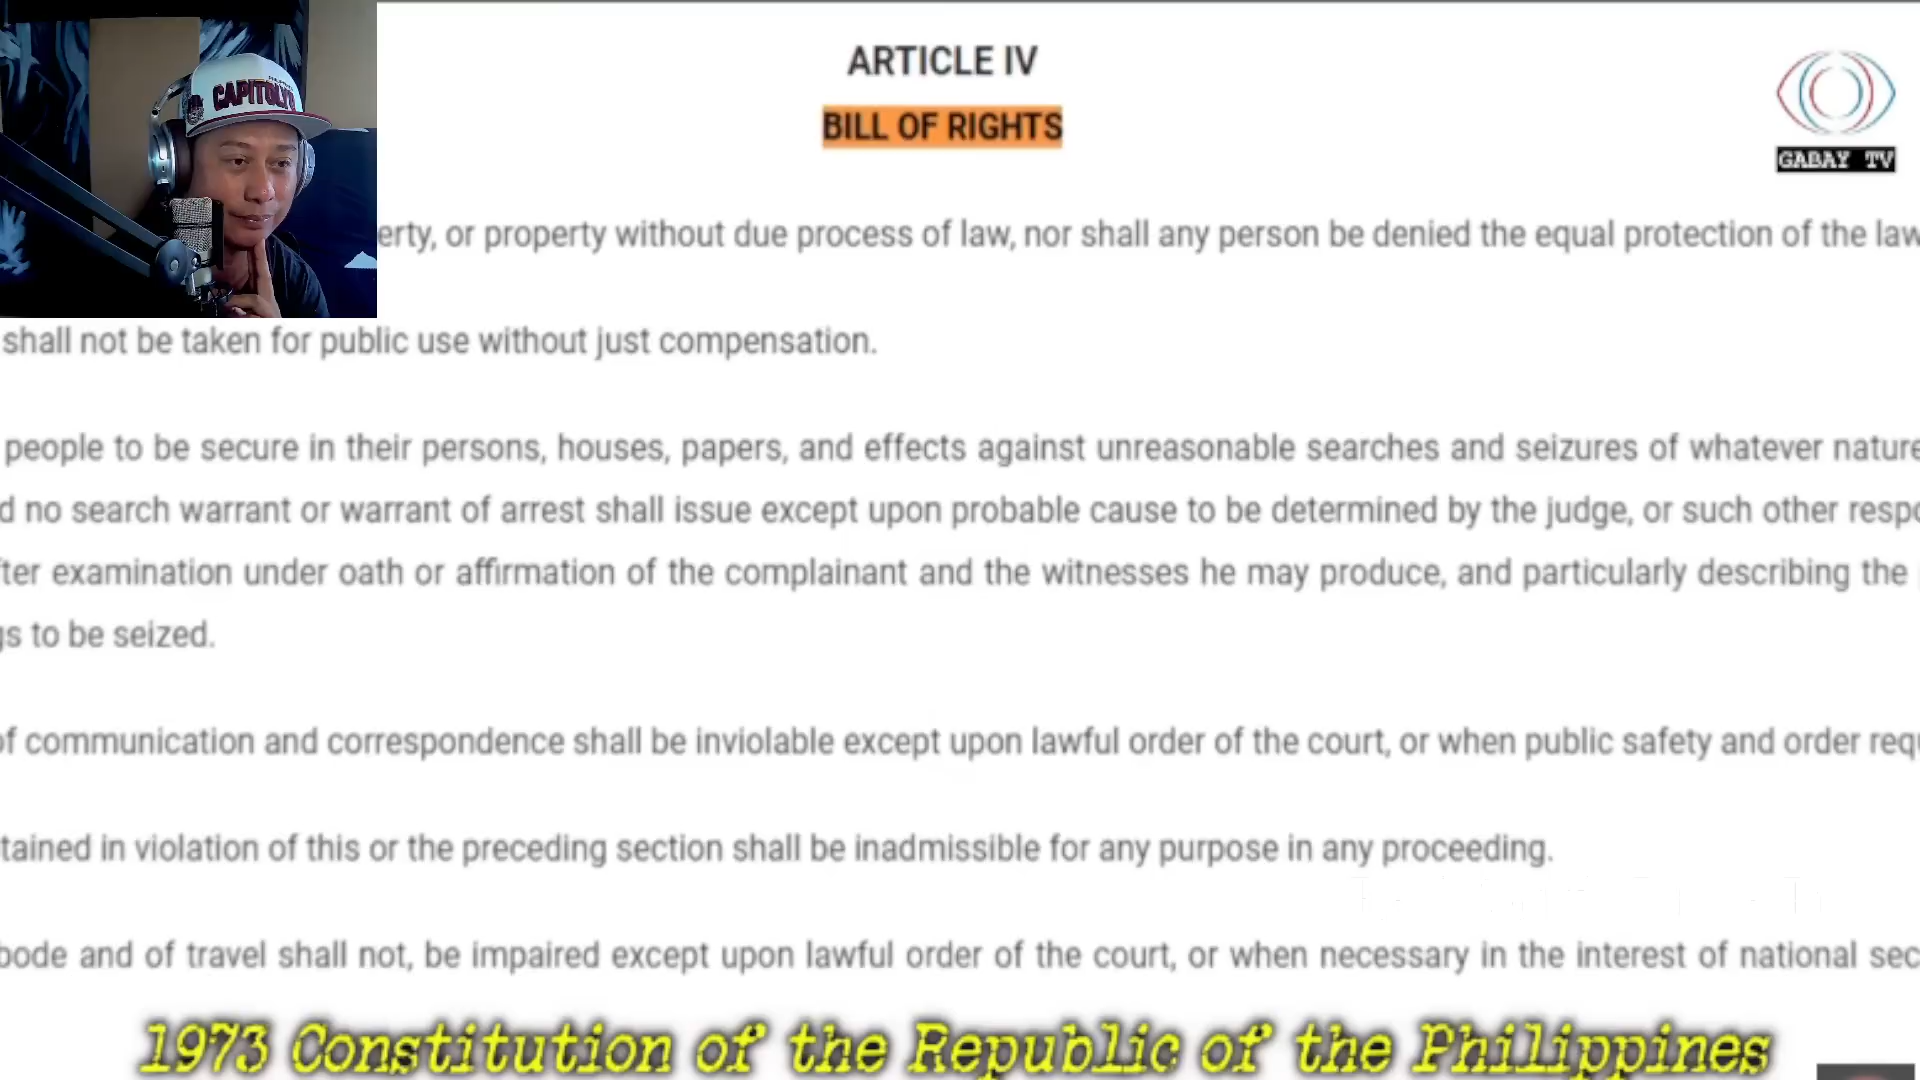 ARTICLE IV
BILL OF RIGHTS
GABAY TV
CAPITOLYO
erty, or property without due process of law, nor shall any person be denied the equal protection of the law
shall not be taken for public use without just compensation.
people to be secure in their persons, houses, papers, and effects against unreasonable searches and seizures of whatever nature
d no search warrant or warrant of arrest shall issue except upon probable cause to be determined by the judge, or such other respo
ter examination under oath or affirmation of the complainant and the witnesses he may produce, and particularly describing the
gs to be seized.
of communication and correspondence shall be inviolable except upon lawful order of the court, or when public safety and order requ
tained in violation of this or the preceding section shall be inadmissible for any purpose in any proceeding.
bode and of travel shall not, be impaired except upon lawful order of the court, or when necessary in the interest of national sec
1973 Constitution of the Republic of the Philippines